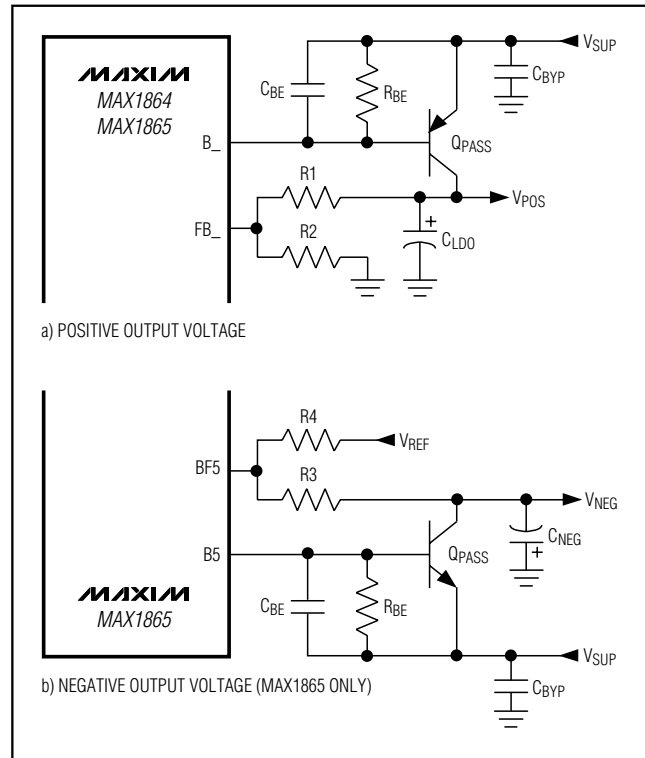 MAXIM
MAX1864
MAX1865
B_
FB_
CBE
RBE
QPASS
VSUP
CBYP
R1
R2
VPOS
+
CLDO
a) POSITIVE OUTPUT VOLTAGE
BF5
B5
R4
VREF
R3
VNEG
CNEG
+
QPASS
CBE
RBE
VSUP
CBYP
MAXIM
MAX1865
b) NEGATIVE OUTPUT VOLTAGE (MAX1865 ONLY)